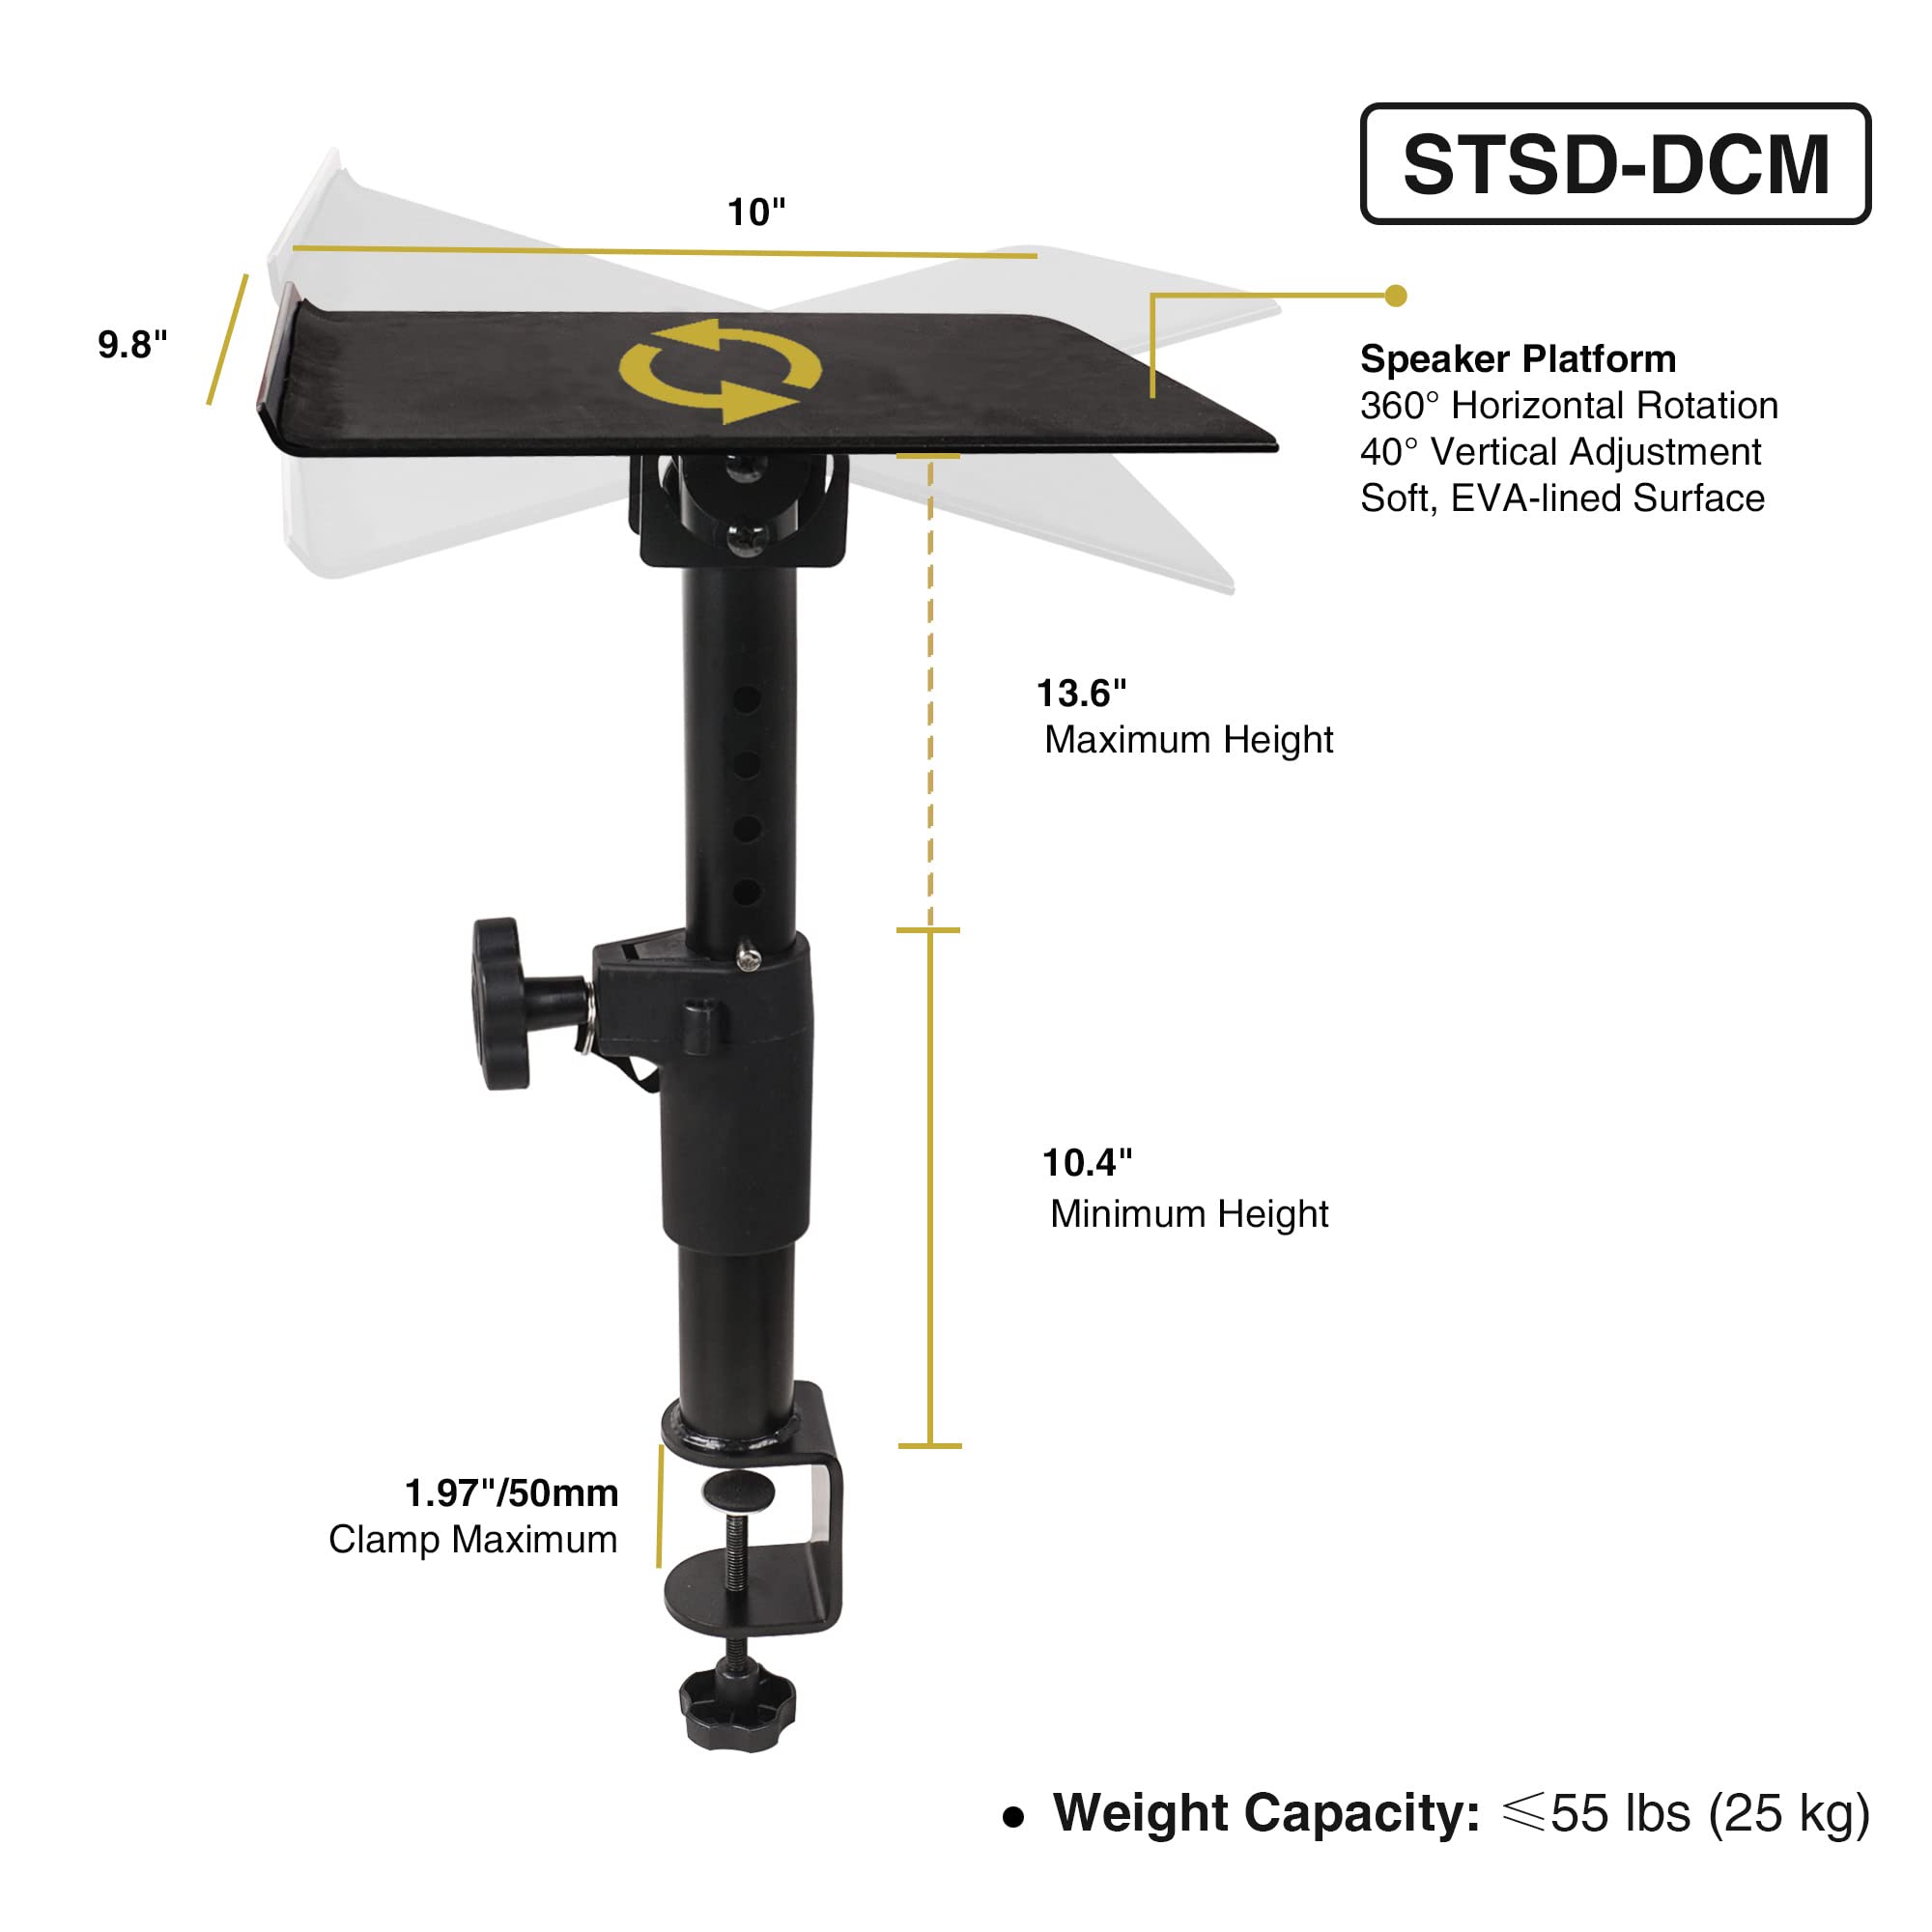 STSD-DCM
10"
9.8"
Speaker Platform
360° Horizontal Rotation
40° Vertical Adjustment
Soft, EVA-lined Surface
13.6"
Maximum Height
10.4"
Minimum Height
1.97"/50mm
Clamp Maximum
• Weight Capacity: ⩽55 lbs (25 kg)